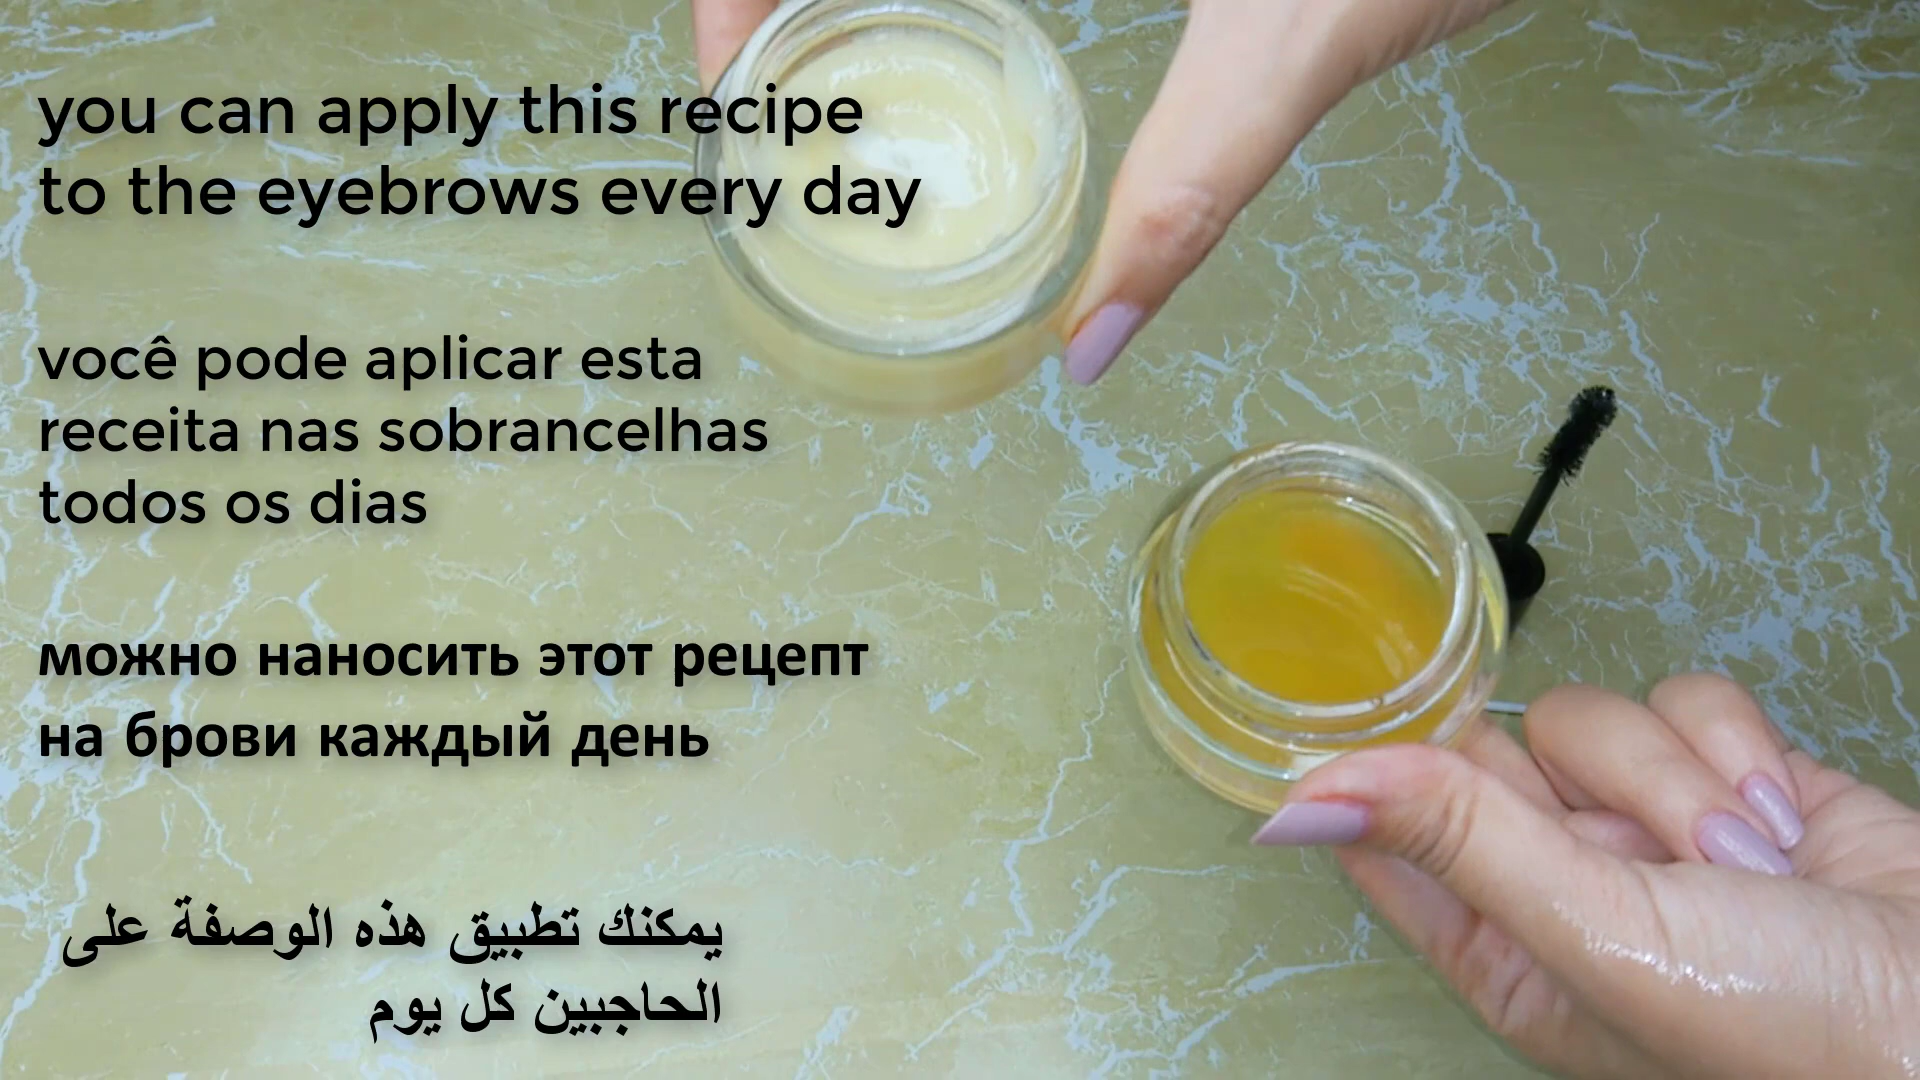 you can apply this recipe
to the eyebrows every day
você pode aplicar esta
receita nas sobrancelhas
todos os dias
можно наносить этот рецепт
на брови каждый день
يمكنك تطبيق هذه الوصفة على
الحاجبين كل يوم